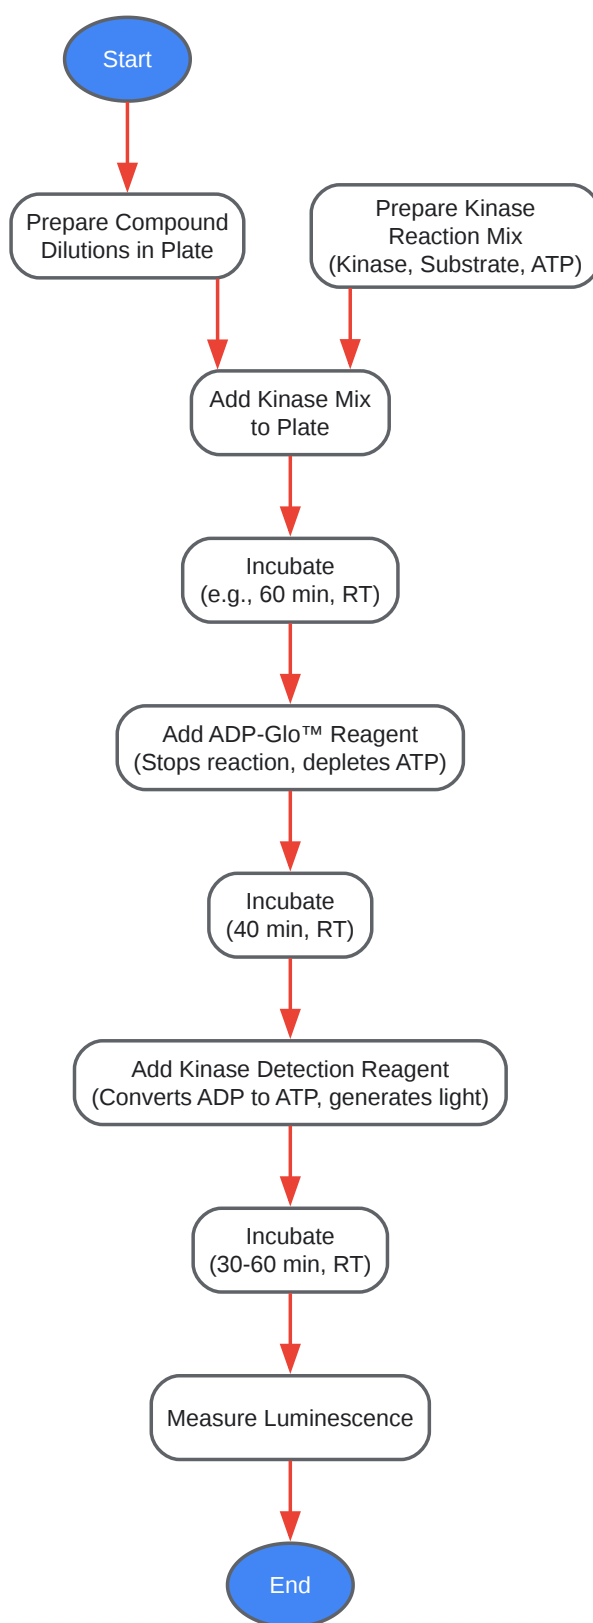 Start
Prepare Compound
Dilutions in Plate
Prepare Kinase
Reaction Mix
(Kinase, Substrate, ATP)
Add Kinase Mix
to Plate
Incubate
(e.g., 60 min, RT)
Add ADP-Glo™ Reagent
(Stops reaction, depletes ATP)
Incubate
(40 min, RT)
Add Kinase Detection Reagent
(Converts ADP to ATP, generates light)
Incubate
(30-60 min, RT)
Measure Luminescence
End